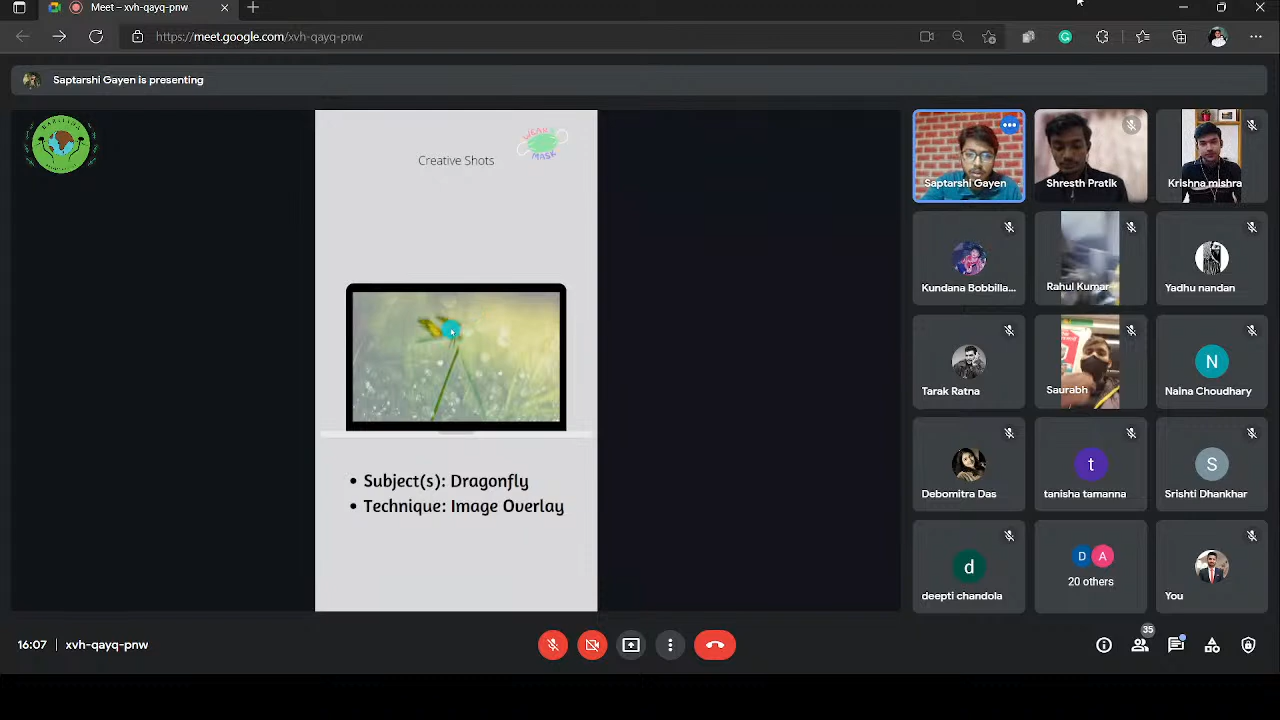 Meet – xvh-qayq-pnw
https://meet.google.com/xvh-qayq-pnw
Saptarshi Gayen is presenting
Creative Shots
WEAR
MASK
Subject(s): Dragonfly
Technique: Image Overlay
Saptarshi Gayen
Shresth Pratik
Krishna mishra
Kundana Bobbilla...
Rahul Kumar
Yadhu nandan
Tarak Ratna
Saurabh
N
Naina Choudhary
Debomitra Das
t
tanisha tamanna
S
Srishti Dhankhar
d
deepti chandola
D
A
20 others
You
16:07
xvh-qayq-pnw
35